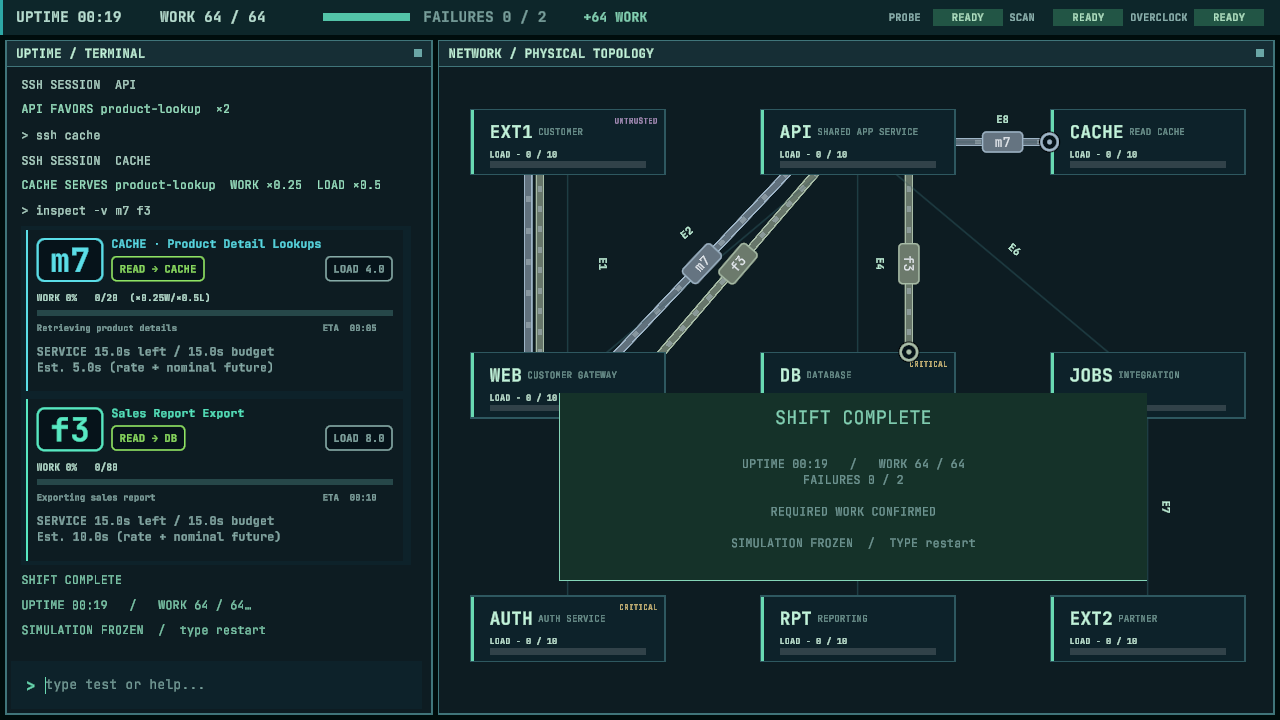 UPTIME 00:19 WORK 64 / 64 FAILURES 0 / 2 +64 WORK PROBE READY SCAN READY OVERCLOCK READY
UPTIME / TERMINAL
SSH SESSION API
API FAVORS product-lookup ×2
> ssh cache
SSH SESSION CACHE
CACHE SERVES product-lookup WORK ×0.25 LOAD ×0.5
> inspect -v m7 f3
m7
CACHE · Product Detail Lookups
READ → CACHE
LOAD 4.0
WORK 0% 0/20 (×0.25W/×0.5L)
Retrieving product details ETA 00:05
SERVICE 15.0s left / 15.0s budget
Est. 5.0s (rate + nominal future)
f3
Sales Report Export
READ → DB
LOAD 8.0
WORK 0% 0/80
Exporting sales report ETA 00:10
SERVICE 15.0s left / 15.0s budget
Est. 10.0s (rate + nominal future)
SHIFT COMPLETE
UPTIME 00:19 / WORK 64 / 64…
SIMULATION FROZEN / type restart
> type test or help...
NETWORK / PHYSICAL TOPOLOGY
EXT1 CUSTOMER
UNTRUSTED
LOAD - 0 / 10
API SHARED APP SERVICE
LOAD - 0 / 10
E8
m7
CACHE READ CACHE
LOAD - 0 / 10
E1
E2
m7
f3
E4
f3
E6
WEB CUSTOMER GATEWAY
LOAD - 0 / 10
DB DATABASE
CRITICAL
JOBS INTEGRATION
SHIFT COMPLETE
UPTIME 00:19 / WORK 64 / 64
FAILURES 0 / 2
REQUIRED WORK CONFIRMED
SIMULATION FROZEN / TYPE restart
E7
AUTH AUTH SERVICE
CRITICAL
LOAD - 0 / 10
RPT REPORTING
LOAD - 0 / 10
EXT2 PARTNER
LOAD - 0 / 10